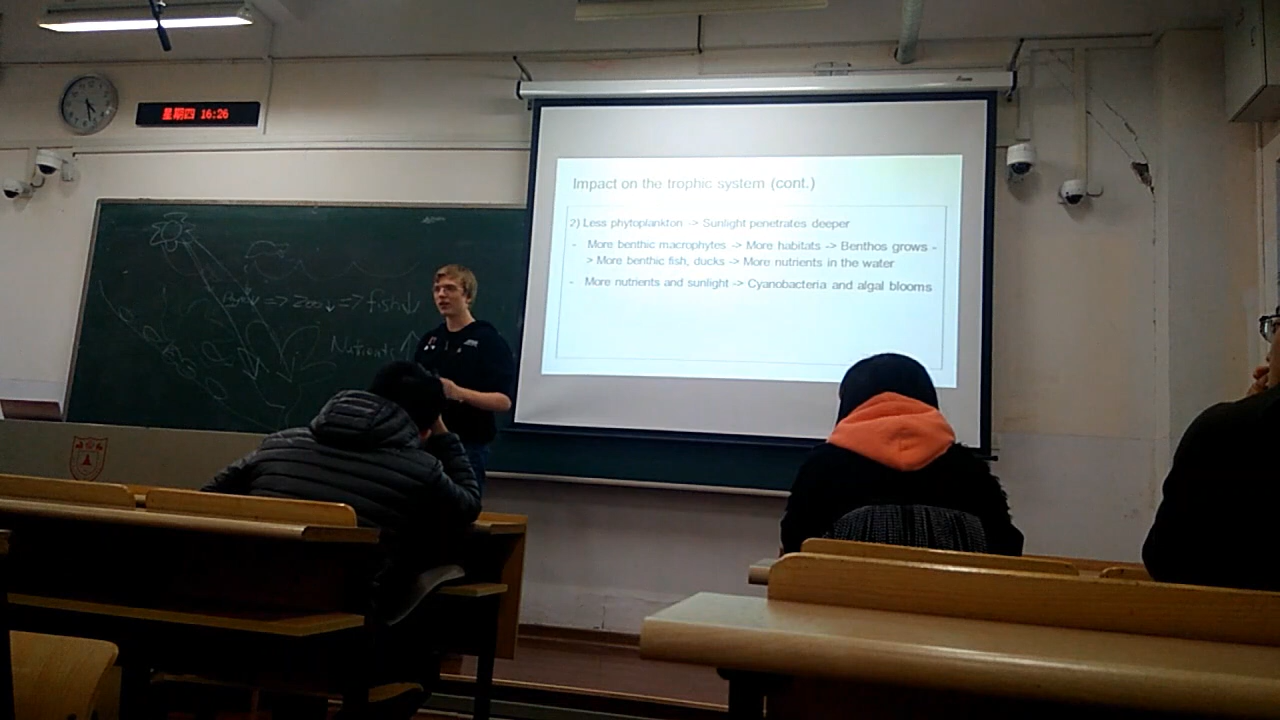 星期四 16:26
Impact on the trophic system (cont.)
2) Less phytoplankton -> Sunlight penetrates deeper
- More benthic macrophytes -> More habitats -> Benthos grows -
> More benthic fish, ducks -> More nutrients in the water
- More nutrients and sunlight -> Cyanobacteria and algal blooms
Phyto↓ => Zoo↓ => fish↓
Nutrients ↑